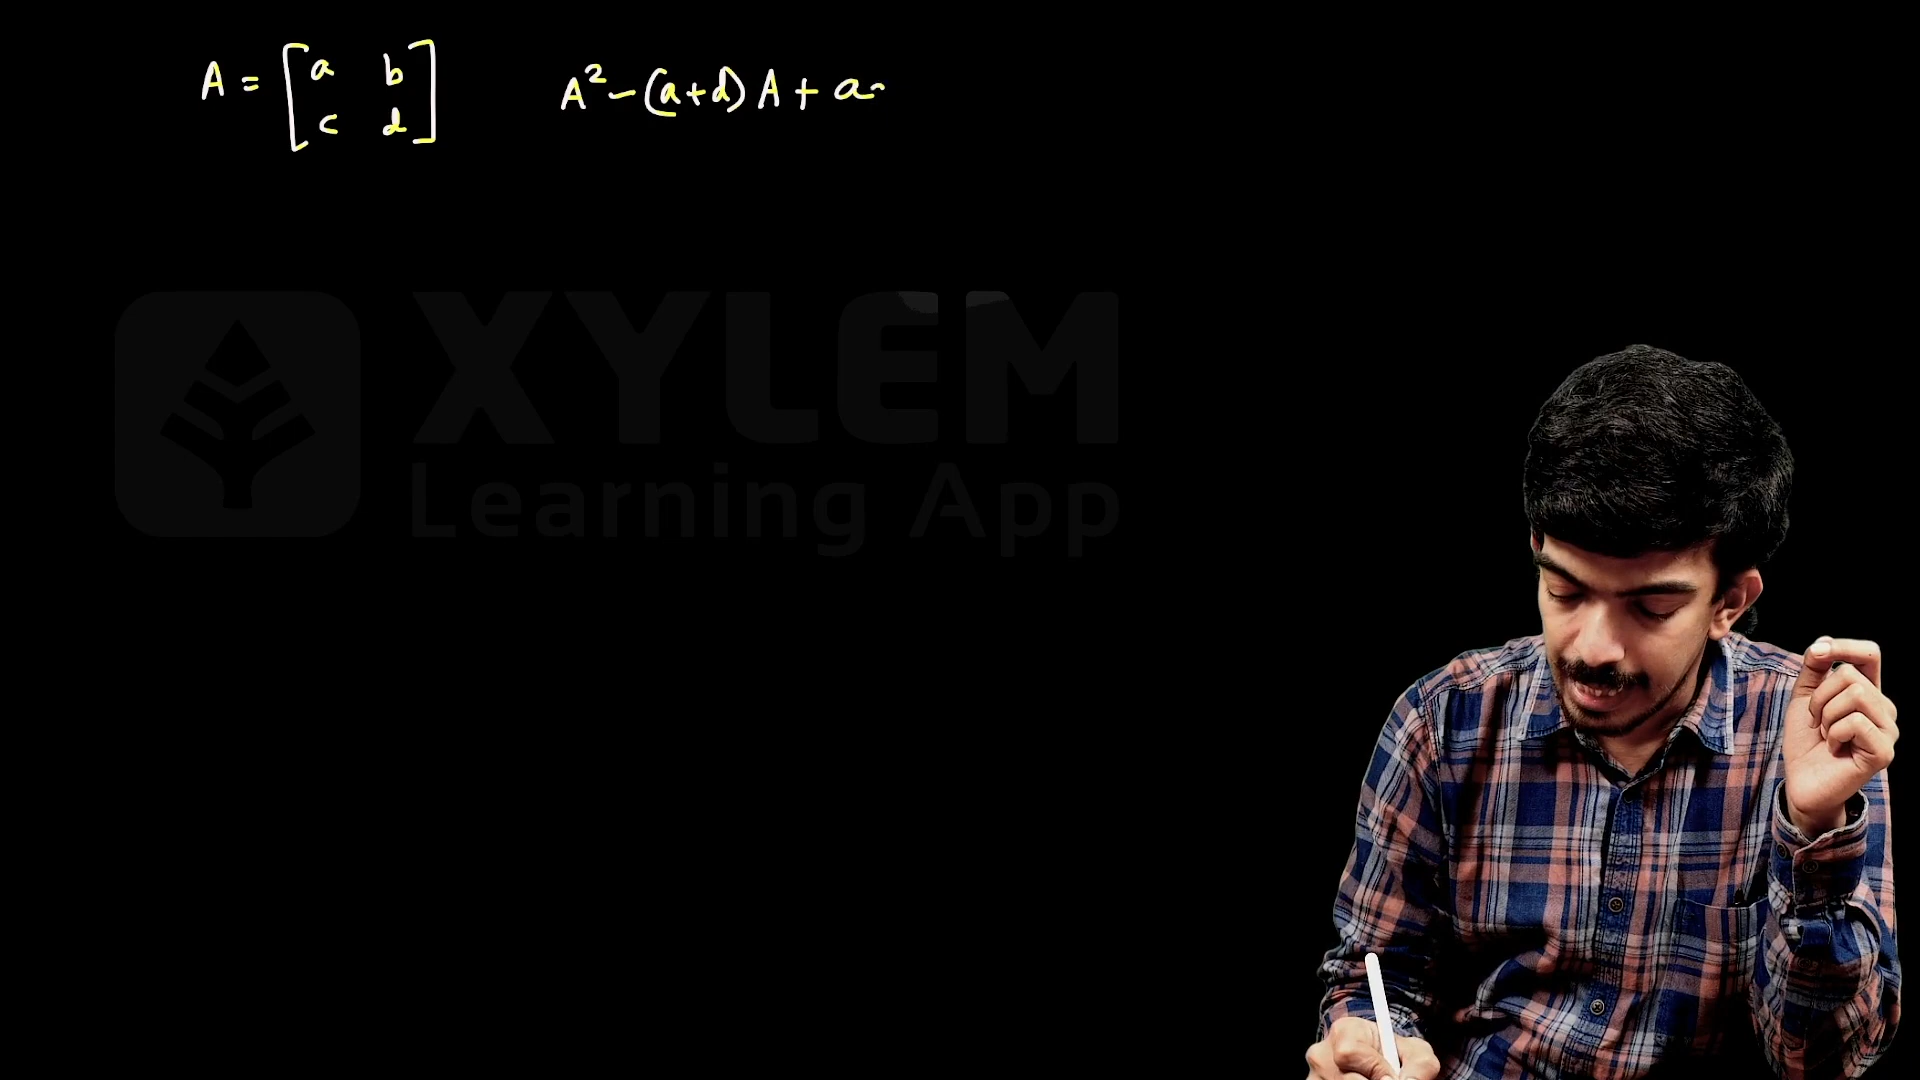 A = [a b
c d]
A² - (a+d) A + a
XYLEM
Learning App